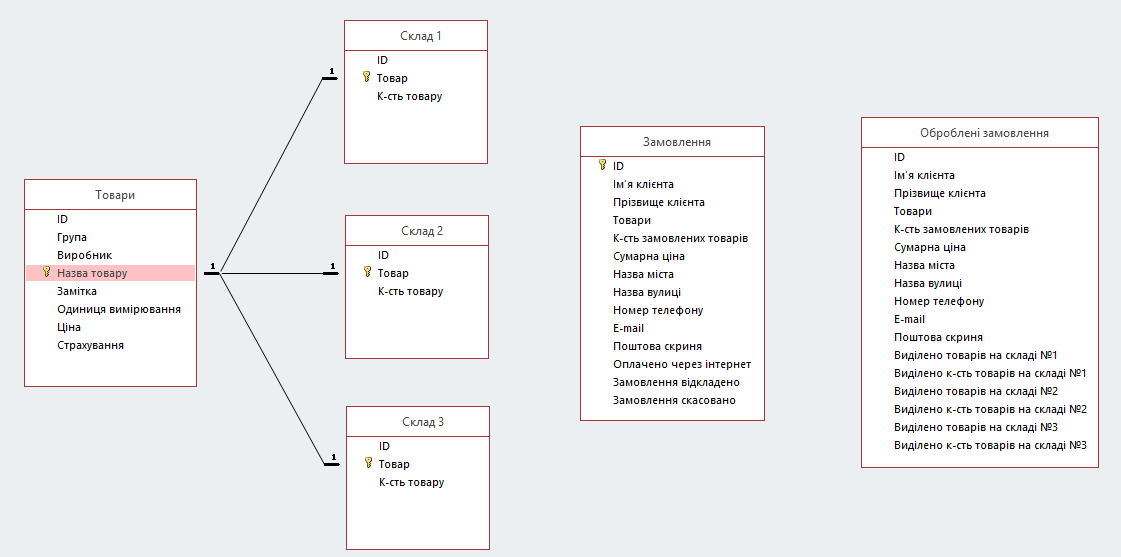 Товари
ID
Група
Виробник
Назва товару
Замітка
Одиниця вимірювання
Ціна
Страхування
1
1
Склад 1
ID
Товар
К-сть товару
1
Склад 2
ID
Товар
К-сть товару
1
Склад 3
ID
Товар
К-сть товару
Замовлення
ID
Ім'я клієнта
Прізвище клієнта
Товари
К-сть замовлених товарів
Сумарна ціна
Назва міста
Назва вулиці
Номер телефону
E-mail
Поштова скриня
Оплачено через інтернет
Замовлення відкладено
Замовлення скасовано
Оброблені замовлення
ID
Ім'я клієнта
Прізвище клієнта
Товари
К-сть замовлених товарів
Сумарна ціна
Назва міста
Назва вулиці
Номер телефону
E-mail
Поштова скриня
Виділено товарів на складі №1
Виділено к-сть товарів на складі №1
Виділено товарів на складі №2
Виділено к-сть товарів на складі №2
Виділено товарів на складі №3
Виділено к-сть товарів на складі №3